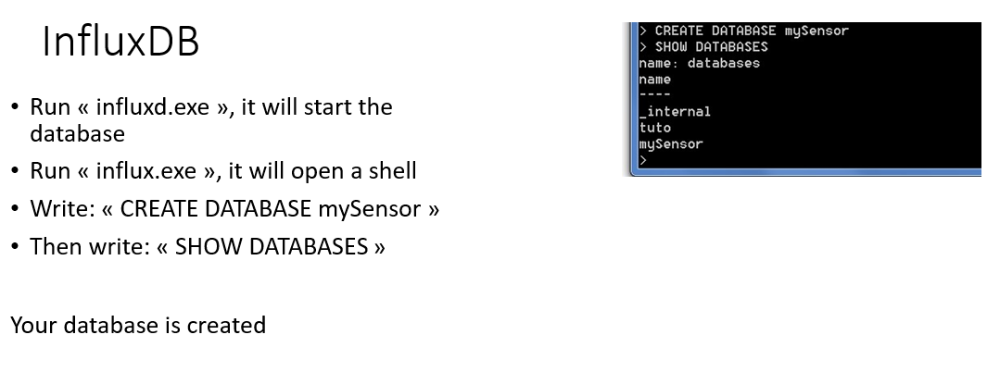 InfluxDB
• Run « influxd.exe », it will start the
database
• Run « influx.exe », it will open a shell
• Write: « CREATE DATABASE mySensor »
• Then write: « SHOW DATABASES »
Your database is created
> CREATE DATABASE mySensor
> SHOW DATABASES
name: databases
name
----
_internal
tuto
mySensor
>